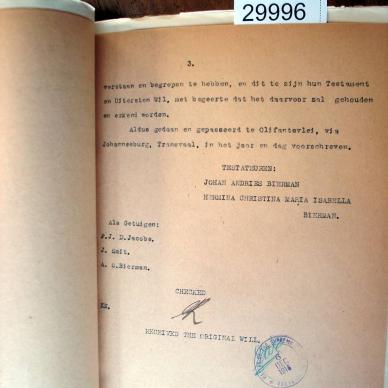 29996
3.
verstaan en begrepen te hebben, en dit te zijn hun Testament
en Uitersten Wil, met begeerte dat het daarvoor zal gehouden
en erkend worden.
Aldus gedaan en gepasseerd te Olifantsvlei, via
Johannesburg, Transvaal, in het jaar en dag voorschreven.
TESTATEUREN:
JOHAN ANDRIES BIERMAN
HERMINA CHRISTINA MARIA ISABELLA
BIERMAN.
Als Getuigen:
P.J. D.Jacobs.
J. Smit.
A. G.Bierman.
CHECKED
RECEIVED THE ORIGINAL WILL.